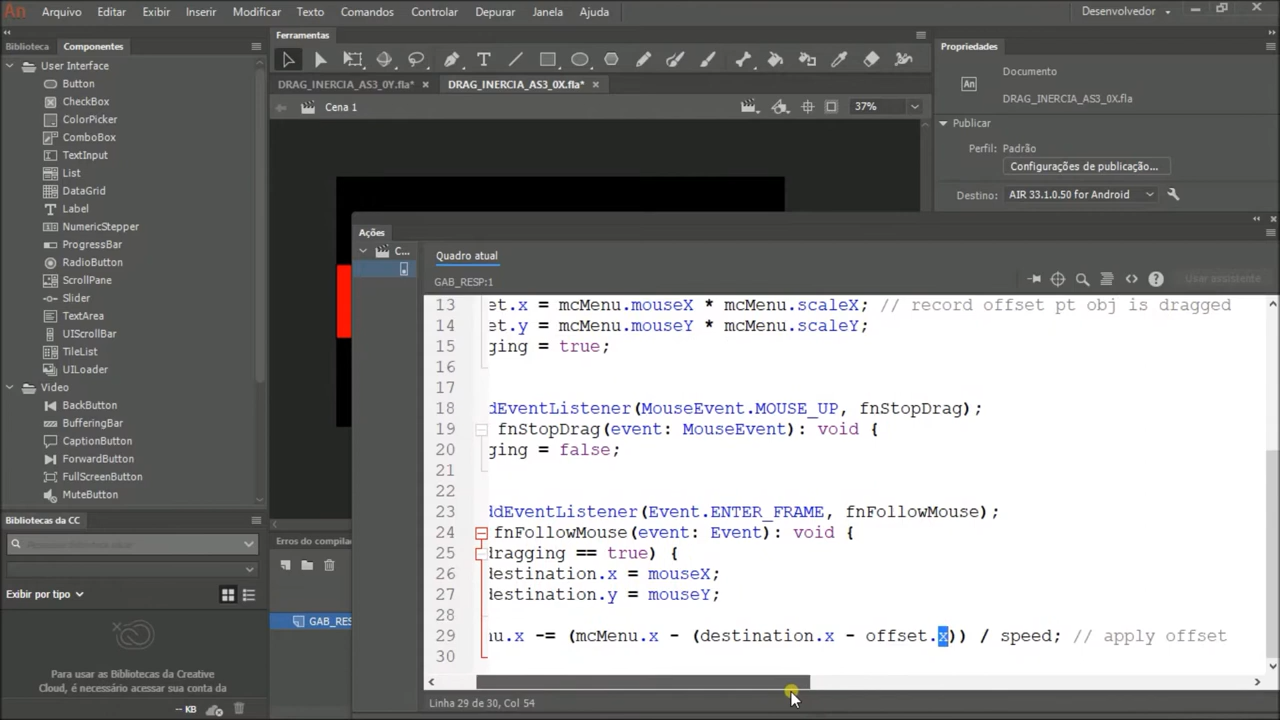 An Arquivo Editar Exibir Inserir Modificar Texto Comandos Controlar Depurar Janela Ajuda Desenvolvedor
Biblioteca Componentes
User Interface
Button
CheckBox
ColorPicker
ComboBox
TextInput
List
DataGrid
Label
NumericStepper
ProgressBar
RadioButton
ScrollPane
Slider
TextArea
UIScrollBar
TileList
UILoader
Video
BackButton
BufferingBar
CaptionButton
ForwardButton
FullScreenButton
MuteButton
Bibliotecas da CC
Exibir por tipo
Para usar as Bibliotecas da Creative
Cloud, é necessário acessar sua conta da
-- KB
Ferramentas
DRAG_INERCIA_AS3_0Y.fla* DRAG_INERCIA_AS3_0X.fla*
Cena 1 37%
Propriedades
An Documento
DRAG_INERCIA_AS3_0X.fla
Publicar
Perfil: Padrão
Configurações de publicação...
Destino: AIR 33.1.0.50 for Android
Erros do compila
GAB_RES
Ações
C...
Quadro atual
GAB_RESP:1 Usar assistente
13 et.x = mcMenu.mouseX * mcMenu.scaleX; // record offset pt obj is dragged
14 et.y = mcMenu.mouseY * mcMenu.scaleY;
15 ging = true;
16
17
18 dEventListener(MouseEvent.MOUSE_UP, fnStopDrag);
19 fnStopDrag(event: MouseEvent): void {
20 ging = false;
21
22
23 ddEventListener(Event.ENTER_FRAME, fnFollowMouse);
24 fnFollowMouse(event: Event): void {
25 dragging == true) {
26 destination.x = mouseX;
27 destination.y = mouseY;
28
29 nu.x -= (mcMenu.x - (destination.x - offset.x)) / speed; // apply offset
30
Linha 29 de 30, Col 54